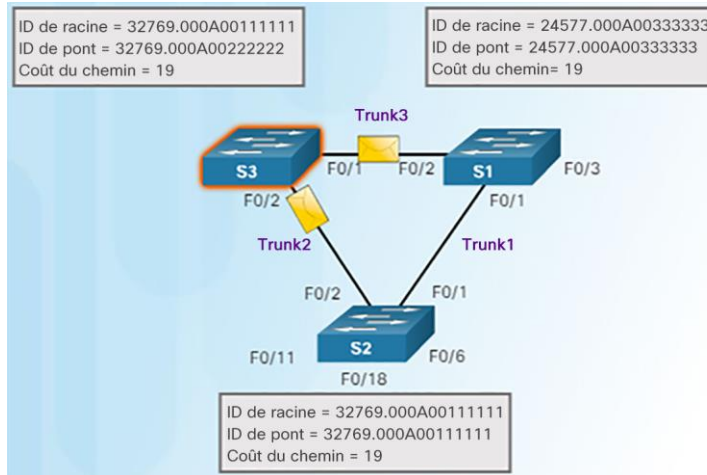 ID de racine = 32769.000A00111111
ID de pont = 32769.000A00222222
Coût du chemin = 19
ID de racine = 24577.000A00333333
ID de pont = 24577.000A00333333
Coût du chemin= 19
Trunk3
S3
F0/1
F0/2
S1
F0/3
F0/2
F0/1
Trunk2
Trunk1
F0/2
F0/1
F0/11
S2
F0/6
F0/18
ID de racine = 32769.000A00111111
ID de pont = 32769.000A00111111
Coût du chemin = 19